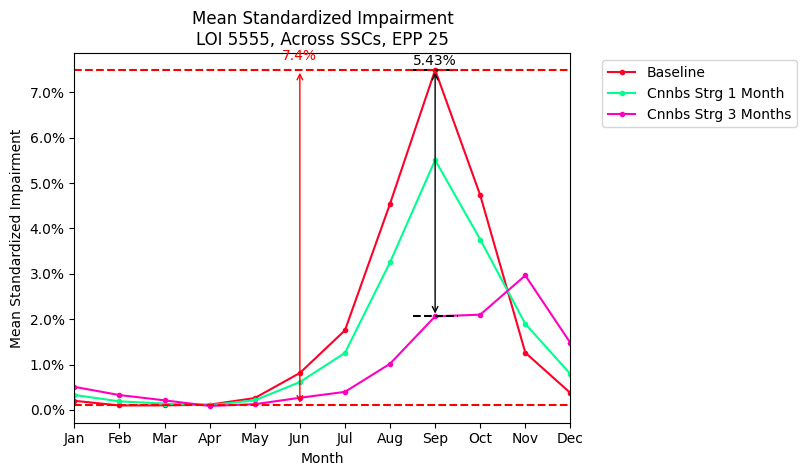 Mean Standardized Impairment
LOI 5555, Across SSCs, EPP 25
7.4%
5.43%
Baseline
Cnnbs Strg 1 Month
Cnnbs Strg 3 Months
Mean Standardized Impairment
7.0%
6.0%
5.0%
4.0%
3.0%
2.0%
1.0%
0.0%
Jan Feb Mar Apr May Jun Jul Aug Sep Oct Nov Dec
Month